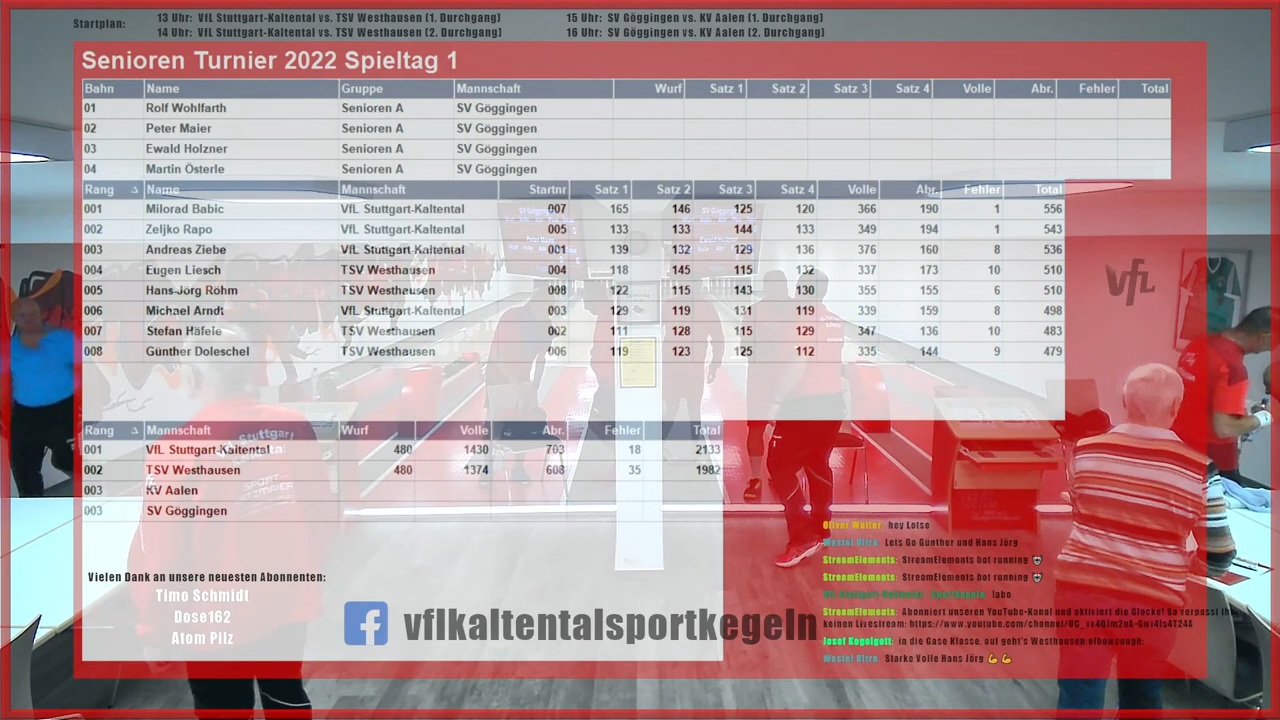 Startplan:
13 Uhr: VfL Stuttgart-Kaltental vs. TSV Westhausen (1. Durchgang)
14 Uhr: VfL Stuttgart-Kaltental vs. TSV Westhausen (2. Durchgang)
15 Uhr: SV Göggingen vs. KV Aalen (1. Durchgang)
16 Uhr: SV Göggingen vs. KV Aalen (2. Durchgang)
Senioren Turnier 2022 Spieltag 1
Bahn Name Gruppe Mannschaft Wurf Satz 1 Satz 2 Satz 3 Satz 4 Volle Abr. Fehler Total
01 Rolf Wohlfarth Senioren A SV Göggingen
02 Peter Maier Senioren A SV Göggingen
03 Ewald Holzner Senioren A SV Göggingen
04 Martin Österle Senioren A SV Göggingen
Rang Name Mannschaft Startnr Satz 1 Satz 2 Satz 3 Satz 4 Volle Abr. Fehler Total
001 Milorad Babic VfL Stuttgart-Kaltental 007 165 146 125 120 366 190 1 556
002 Zeljko Rapo VfL Stuttgart-Kaltental 005 133 133 144 133 349 194 1 543
003 Andreas Ziebe VfL Stuttgart-Kaltental 001 139 132 129 136 376 160 8 536
004 Eugen Liesch TSV Westhausen 004 118 145 115 132 337 173 10 510
005 Hans-Jörg Röhm TSV Westhausen 008 122 115 143 130 355 155 6 510
006 Michael Arndt VfL Stuttgart-Kaltental 003 129 119 131 119 339 159 8 498
007 Stefan Häfele TSV Westhausen 002 111 128 115 129 347 136 10 483
008 Günther Doleschel TSV Westhausen 006 119 123 125 112 335 144 9 479
vfl
Rang Mannschaft Wurf Volle Abr. Fehler Total
001 VfL Stuttgart-Kaltental 480 1430 703 18 2133
002 TSV Westhausen 480 1374 608 35 1982
003 KV Aalen
003 SV Göggingen
Vielen Dank an unsere neuesten Abonnenten:
Timo Schmidt
Dose162
Atom Pilz
vflkaltentalsportkegeln
Oliver Walter: hey Lotse
Lets Go Günther und Hans Jörg
StreamElements: StreamElements bot running
StreamElements: StreamElements bot running
!abo
StreamElements: Abonniert unseren YouTube-Kanal und aktiviert die Glocke! So verpasst ihr
keinen Livestream:
Josef Kegelgott: in die Gase Klasse, auf geht's Westhausen
Starke Volle Hans Jörg 💪 💪